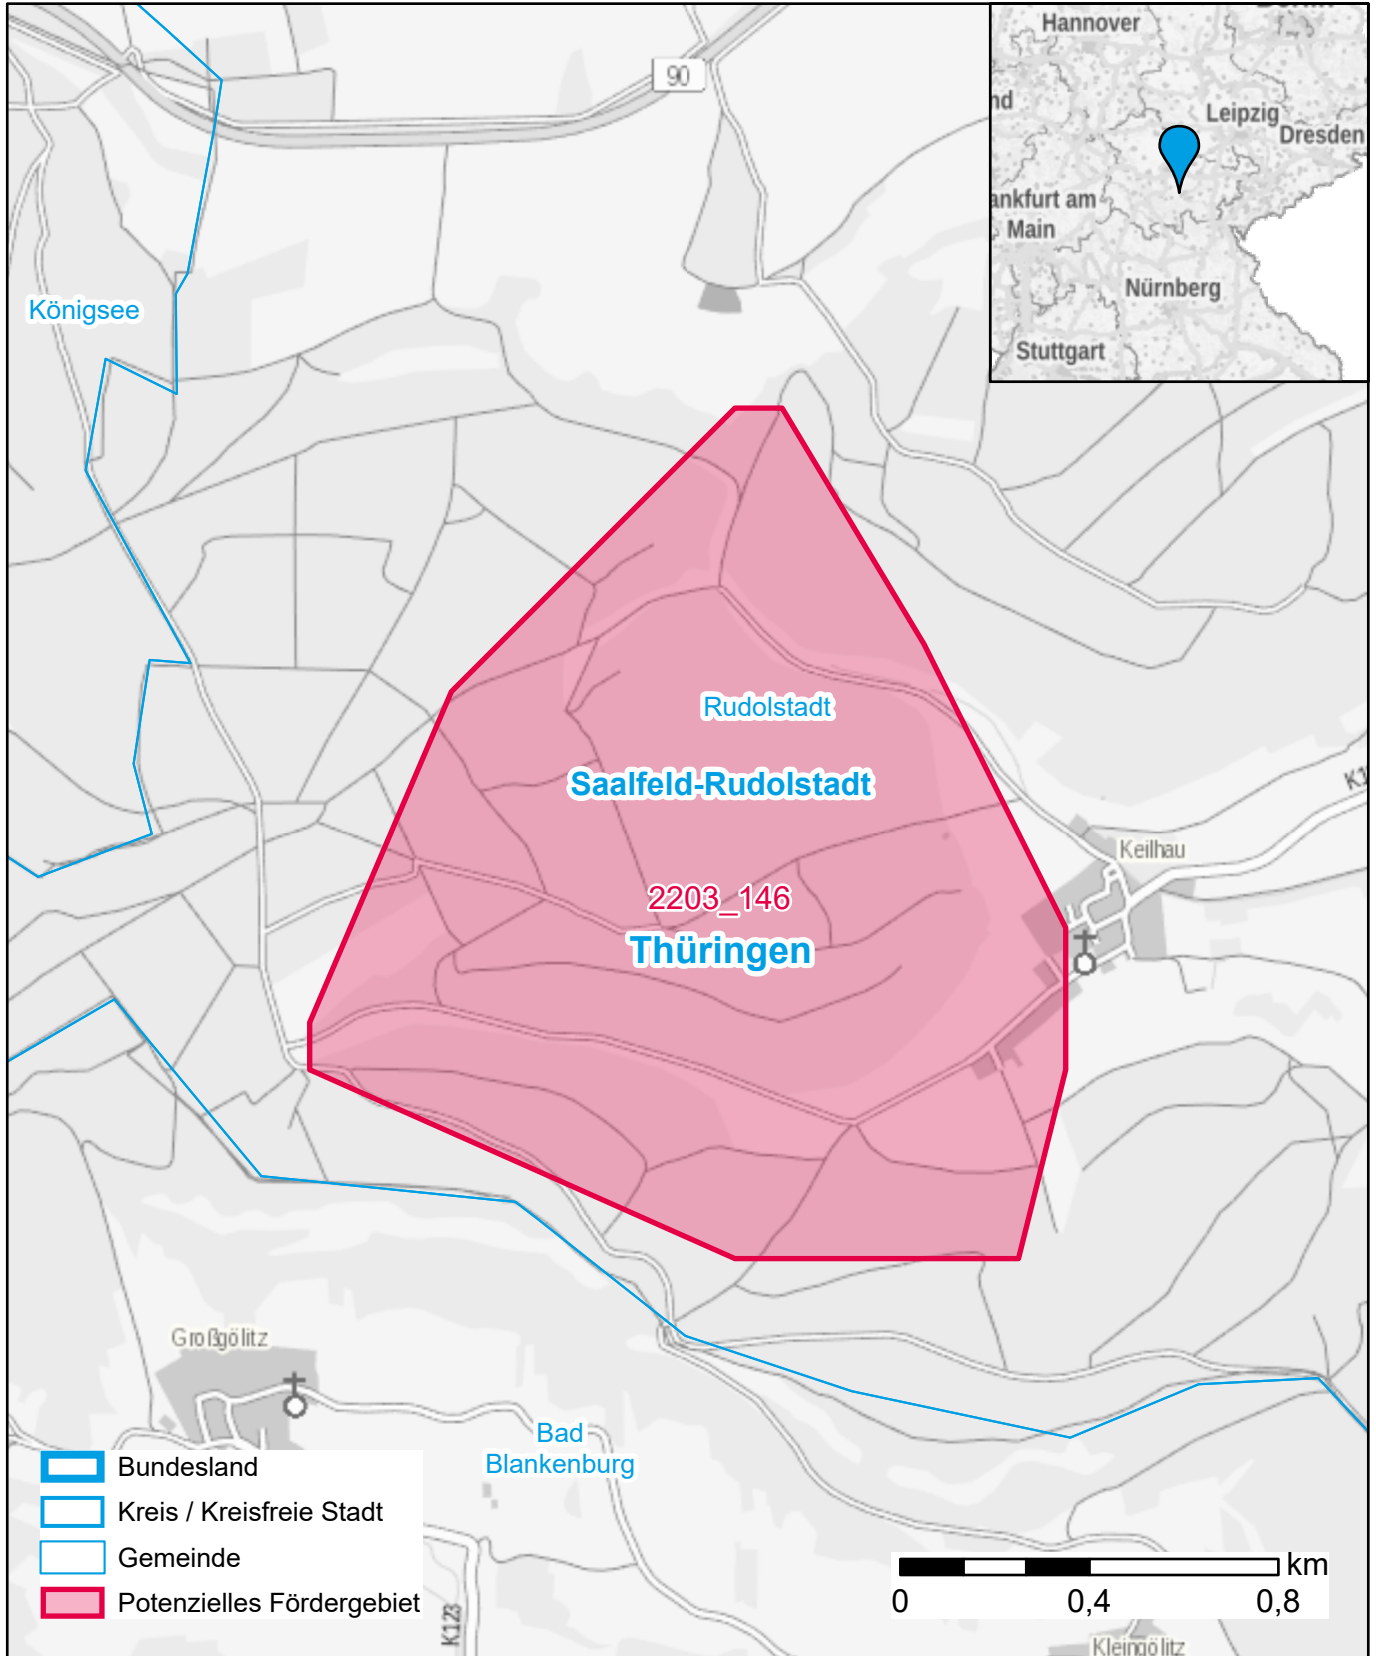 90
Hannover
Leipzig
Dresden
ankfurt am
Main
Nürnberg
Stuttgart
Königsee
Rudolstadt
Saalfeld-Rudolstadt
Keilhau
2203_146
Thüringen
Großgölitz
Bad
Blankenburg
Bundesland
Kreis / Kreisfreie Stadt
Gemeinde
Potenzielles Fördergebiet
K123
km
0 0,4 0,8
Kleingölitz